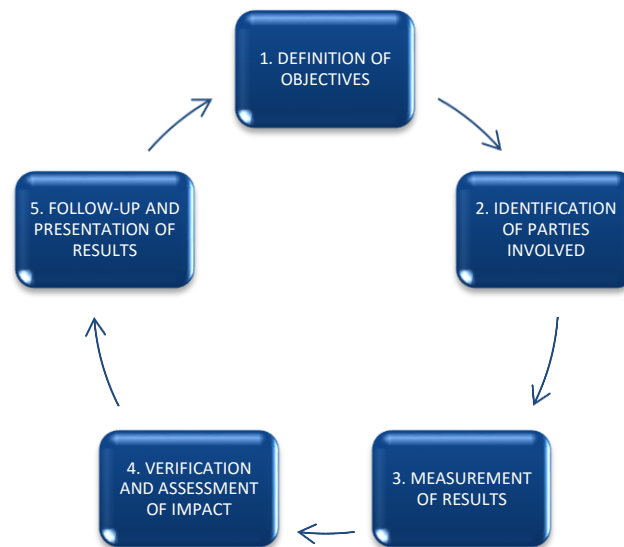 1. DEFINITION OF
OBJECTIVES
2. IDENTIFICATION
OF PARTIES
INVOLVED
3. MEASUREMENT
OF RESULTS
4. VERIFICATION
AND ASSESSMENT
OF IMPACT
5. FOLLOW-UP AND
PRESENTATION OF
RESULTS